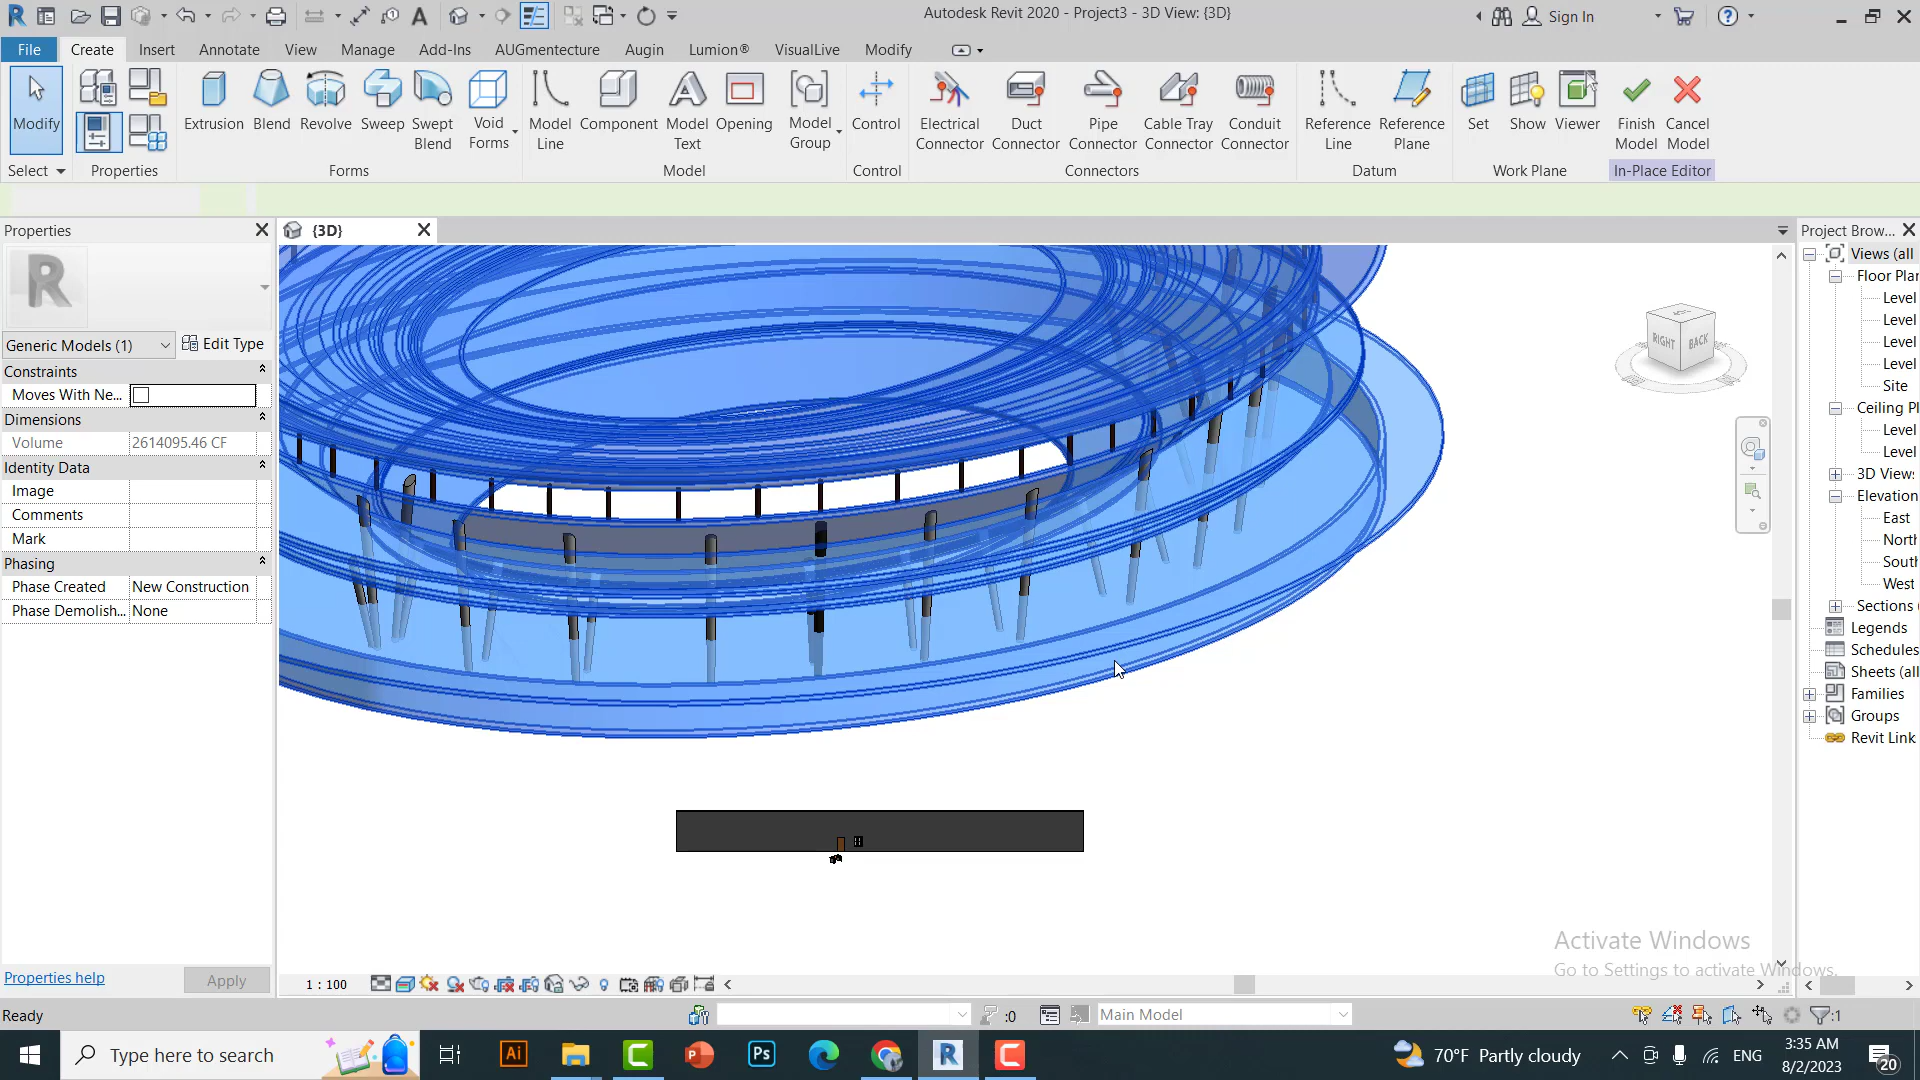 Autodesk Revit 2020 - Project3 - 3D View: {3D}
Sign In
File Create Insert Annotate View Manage Add-Ins AUGmentecture Augin Lumion® VisualLive Modify
Modify Extrusion Blend Revolve Sweep Swept Blend Void Forms Model Line Component Model Text Opening Model Group Control Electrical Connector Duct Connector Pipe Connector Cable Tray Connector Conduit Connector Reference Line Reference Plane Set Show Viewer Finish Model Cancel Model
Select Properties Forms Model Control Connectors Datum Work Plane In-Place Editor
Properties
R
Generic Models (1) Edit Type
Constraints
Moves With Ne...
Dimensions
Volume 2614095.46 CF
Identity Data
Image
Comments
Mark
Phasing
Phase Created New Construction
Phase Demolish... None
Properties help Apply
{3D}
RIGHT BACK
Project Brow...
Views (all
Floor Plan
Level
Level
Level
Level
Site
Ceiling Pl
Level
Level
3D Views
Elevation
East
North
South
West
Sections (
Legends
Schedules
Sheets (all
Families
Groups
Revit Link
Activate Windows
Go to Settings to activate Windows.
1 : 100
Ready :0 Main Model :1
Type here to search
Ai P Ps R
70°F Partly cloudy ENG
3:35 AM
8/2/2023
20